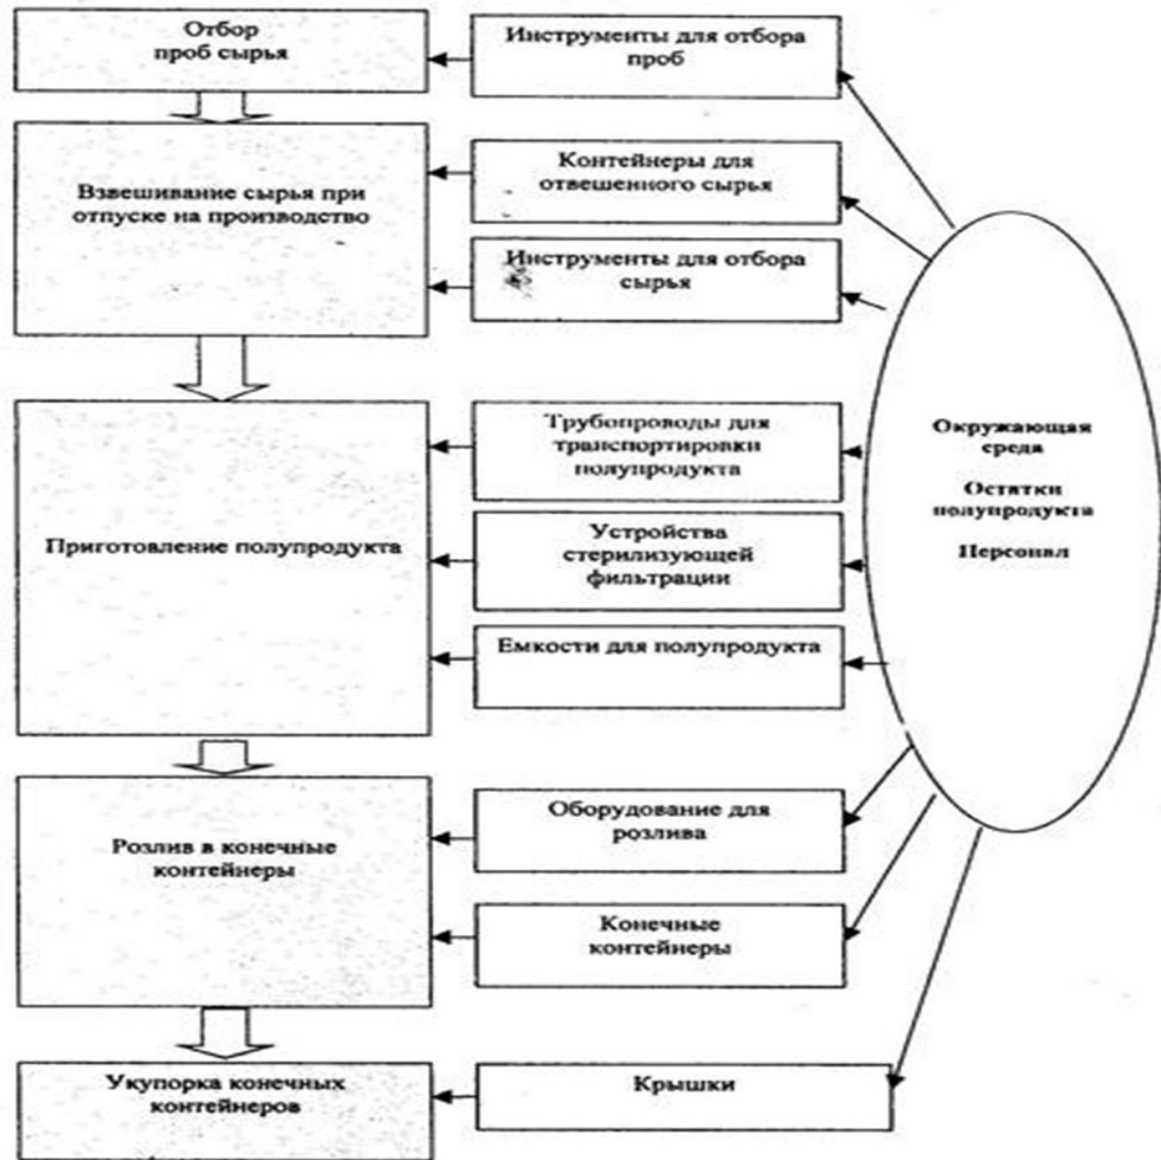 Отбор
проб сырья
Инструменты для отбора
проб
Взвешивание сырья при
отпуске на производство
Контейнеры для
отвешенного сырья
Инструменты для отбора
сырья
Приготовление полупродукта
Трубопроводы для
транспортировки
полупродукта
Устройства
стерилизующей
фильтрации
Емкости для полупродукта
Окружающая
среда
Остатки
полупродукта
Персонал
Розлив в конечные
контейнеры
Оборудование для
розлива
Конечные
контейнеры
Укупорка конечных
контейнеров
Крышки